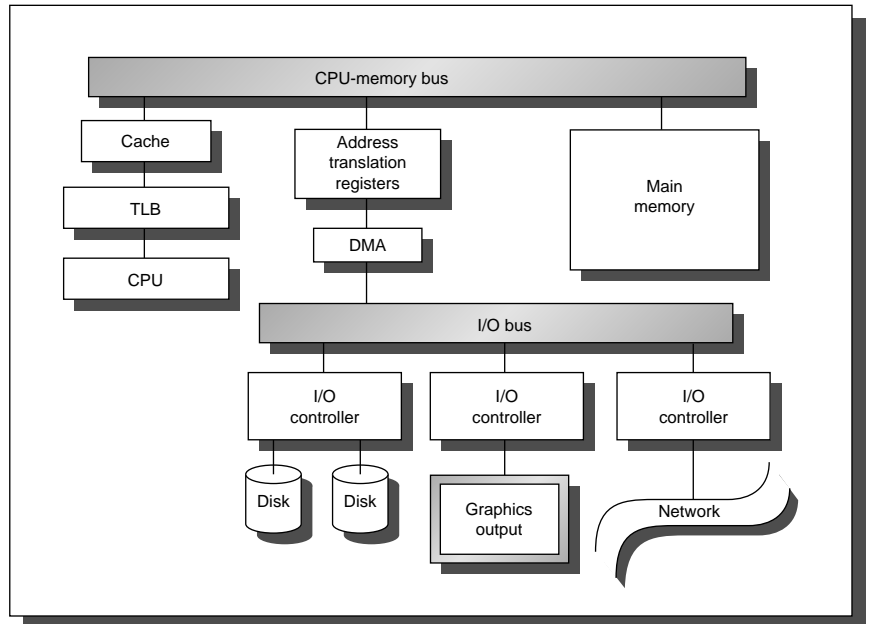 CPU-memory bus
Cache
TLB
CPU
Address
translation
registers
DMA
Main
memory
I/O bus
I/O
controller
I/O
controller
I/O
controller
Disk
Disk
Graphics
output
Network